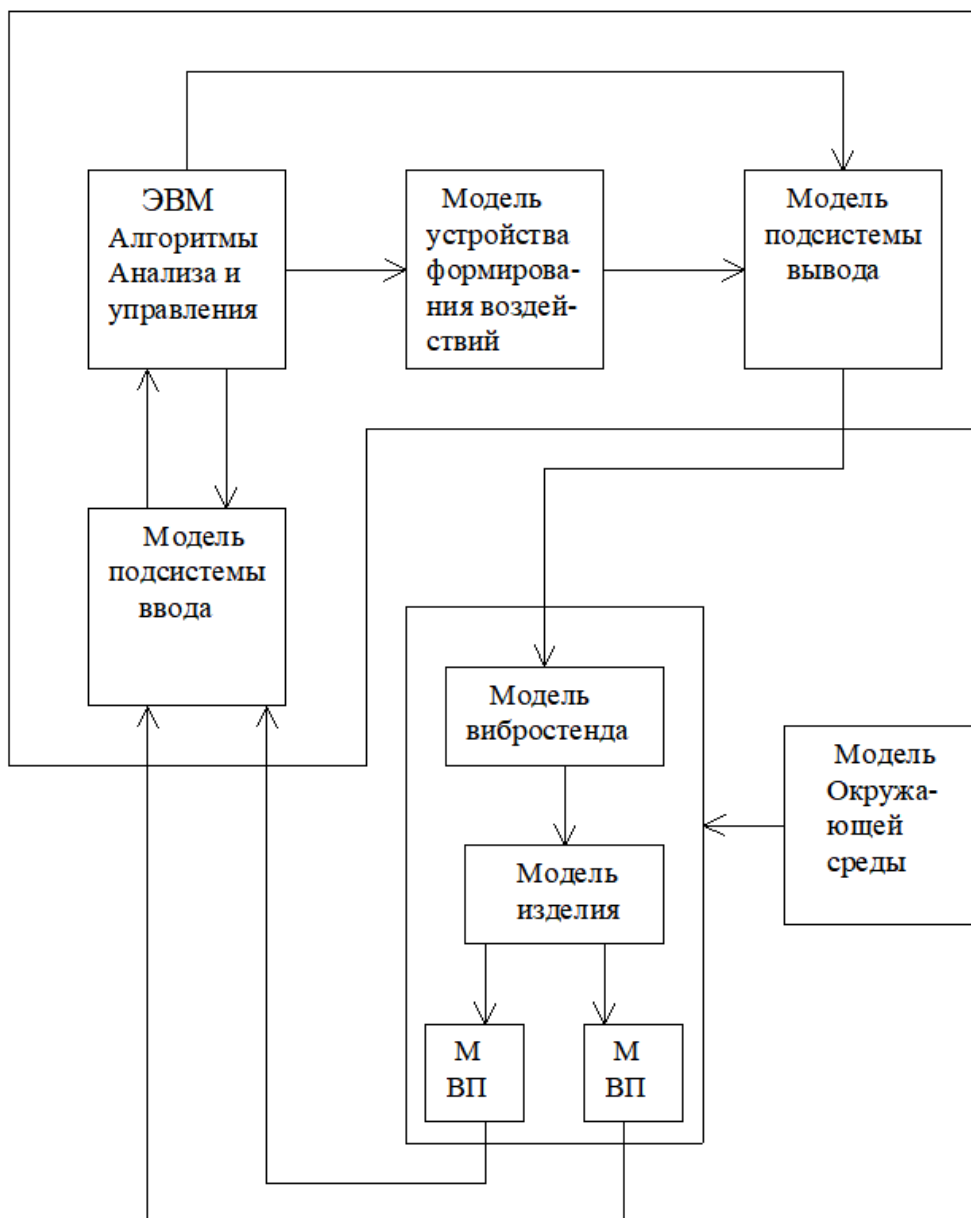 ЭВМ
Алгоритмы
Анализа и
управления
Модель
устройства
формирова-
ния воздей-
ствий
Модель
подсистемы
вывода
Модель
подсистемы
ввода
Модель
вибростенда
Модель
Окружа-
ющей
среды
Модель
изделия
М
ВП
М
ВП